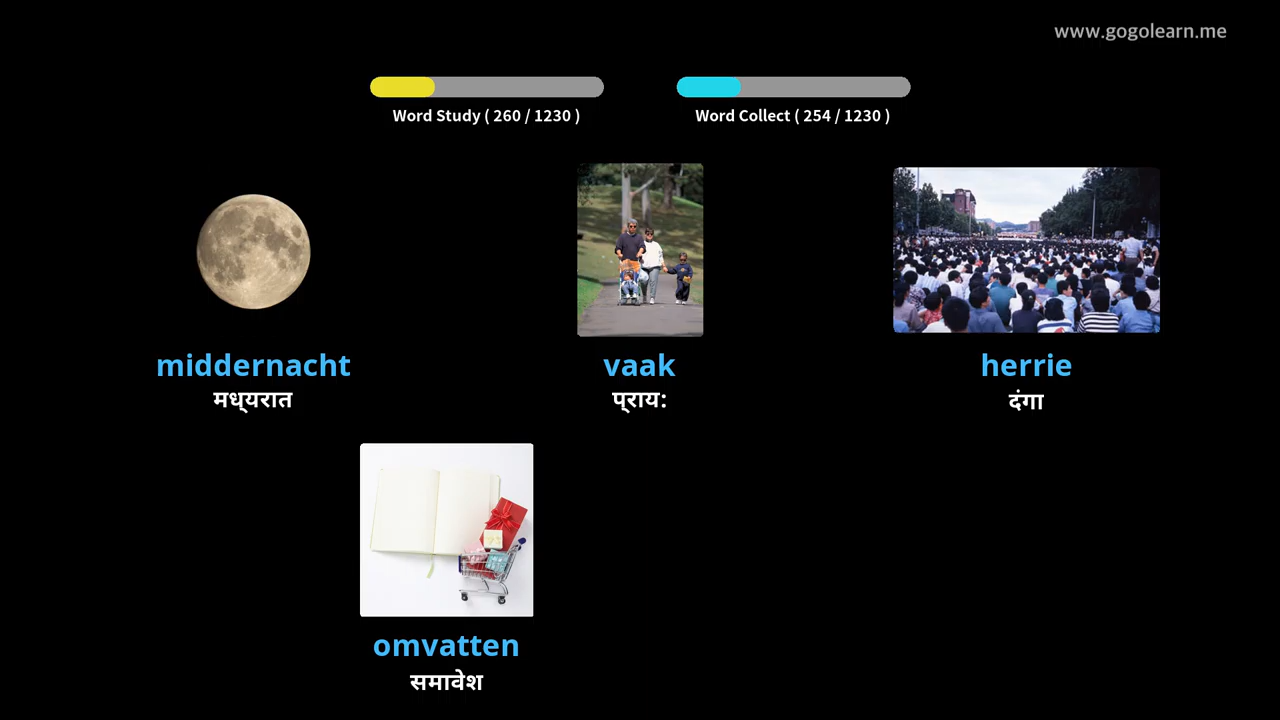 www.gogolearn.me
Word Study ( 260 / 1230 )
Word Collect ( 254 / 1230 )
middernacht
मध्यरात
vaak
प्राय:
herrie
दंगा
omvatten
समावेश